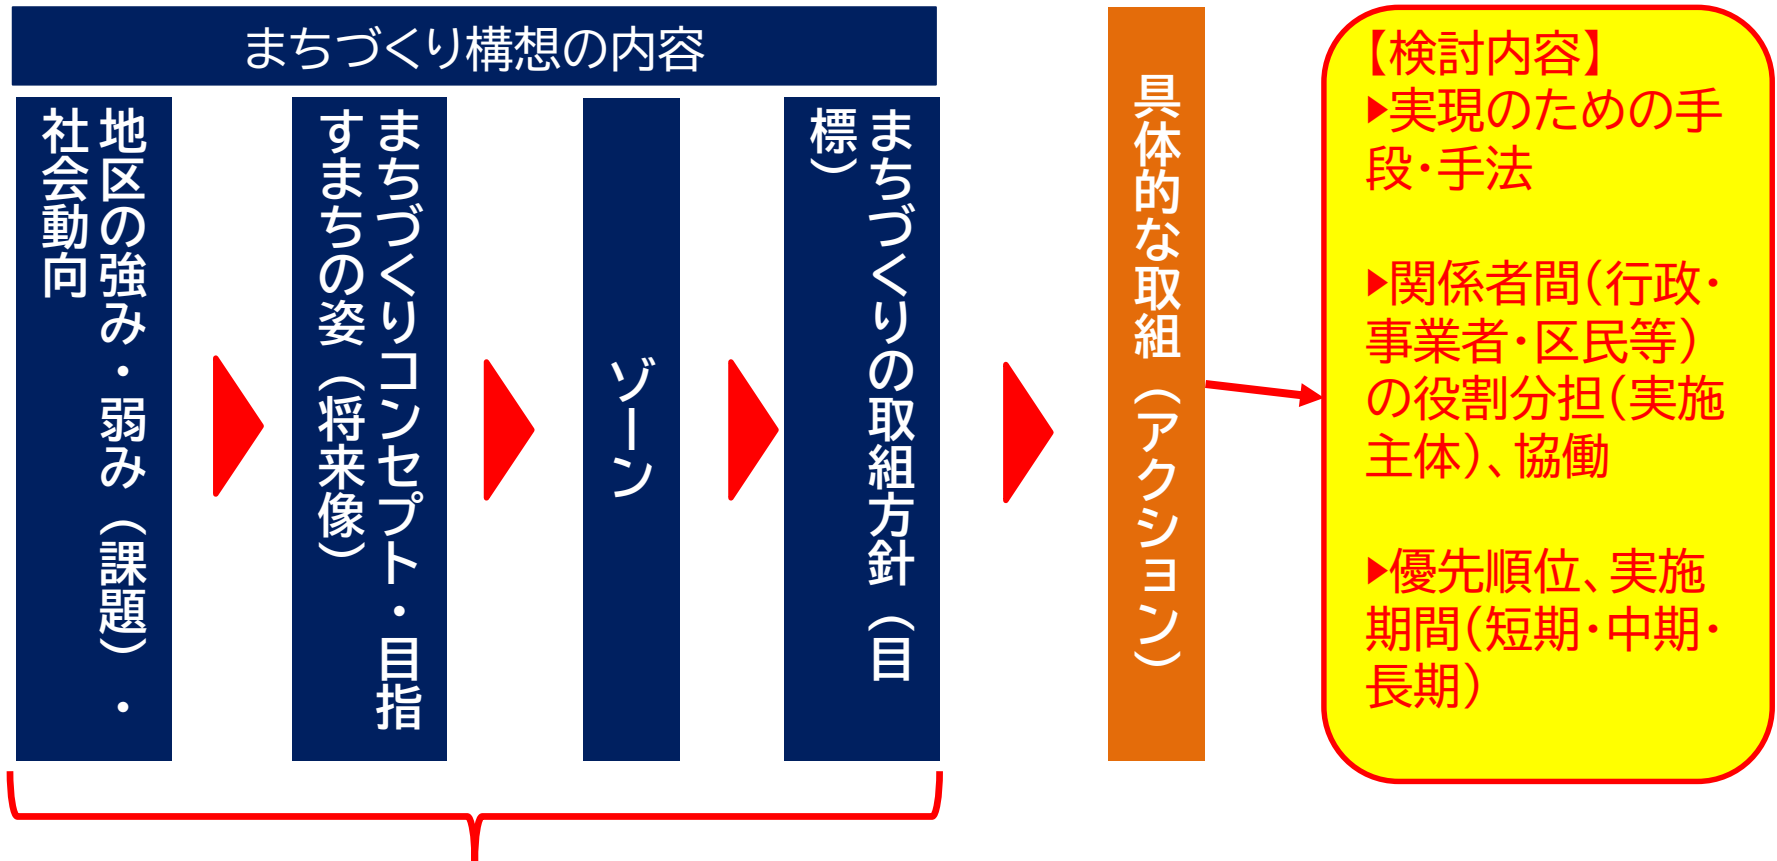 まちづくり構想の内容
地区の強み・弱み（課題）・
社会動向
まちづくりコンセプト・目指
すまちの姿（将来像）
ゾーン
まちづくりの取組方針（目
標）
具体的な取組（アクション）
【検討内容】
▶実現のための手
段・手法
▶関係者間（行政・
事業者・区民等）
の役割分担（実施
主体）、協働
▶優先順位、実施
期間（短期・中期・
長期）